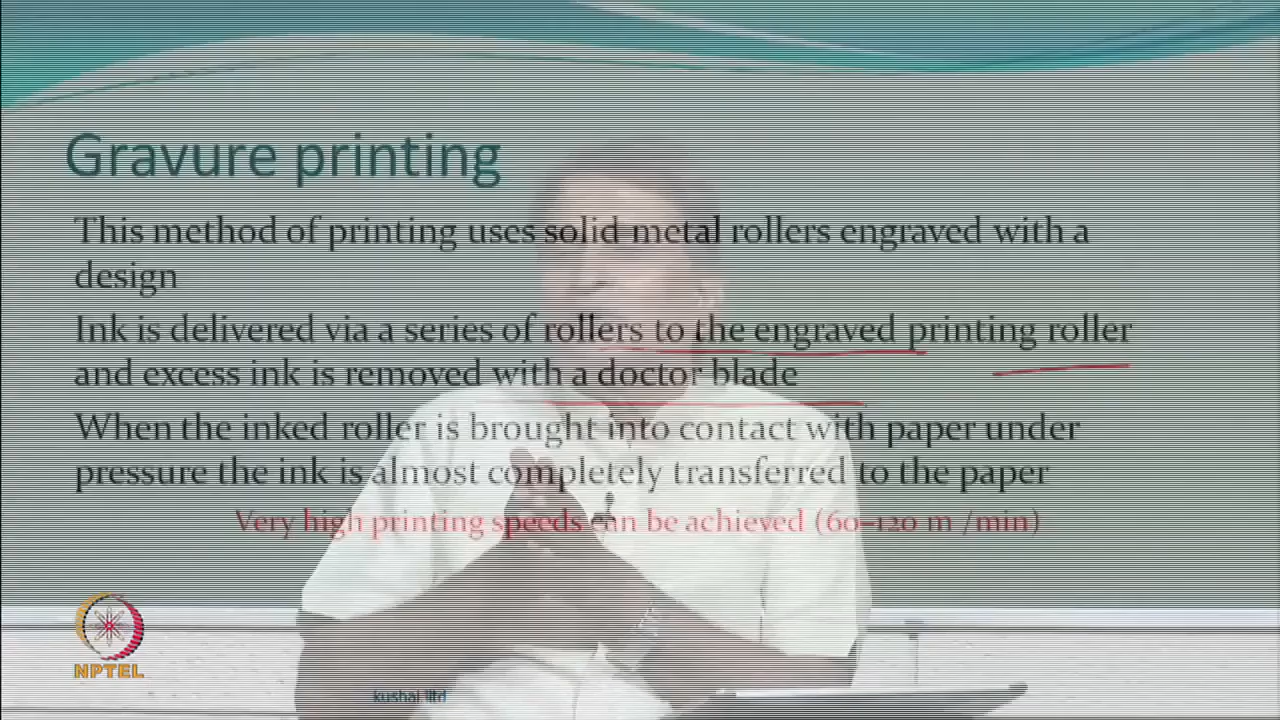 Gravure printing
This method of printing uses solid metal rollers engraved with a
design
Ink is delivered via a series of rollers to the engraved printing roller
and excess ink is removed with a doctor blade
When the inked roller is brought into contact with paper under
pressure the ink is almost completely transferred to the paper
Very high printing speeds can be achieved (60–120 m /min)
NPTEL